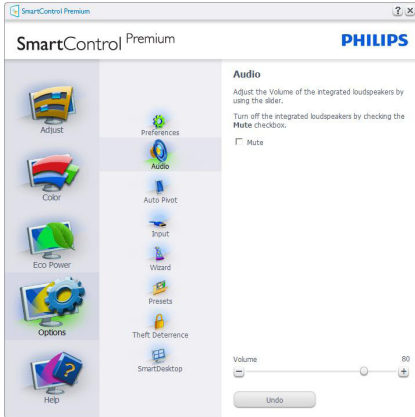 SmartControl Premium
SmartControl Premium
PHILIPS
Adjust
Color
Eco Power
Options
Help
Preferences
Audio
Auto Pivot
Input
Wizard
Presets
Theft Deterrence
SmartDesktop
Audio
Adjust the Volume of the integrated loudspeakers by
using the slider.
Turn off the integrated loudspeakers by checking the
Mute checkbox.
Mute
Volume 80
Undo